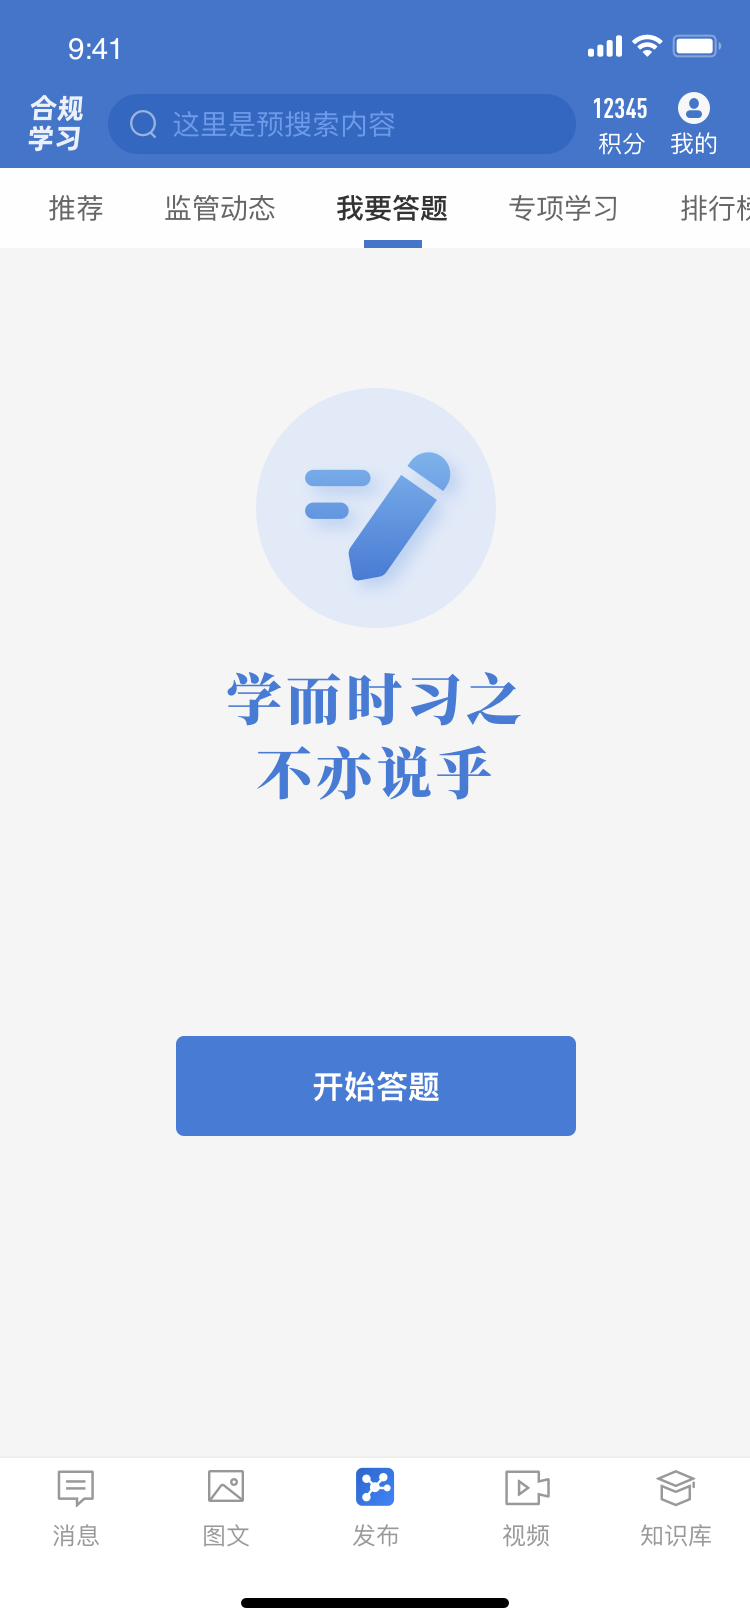 9:41
合规
学习
这里是预搜索内容
12345
积分
我的
推荐 监管动态 我要答题 专项学习 排行榜
学而时习之
不亦说乎
开始答题
消息 图文 发布 视频 知识库